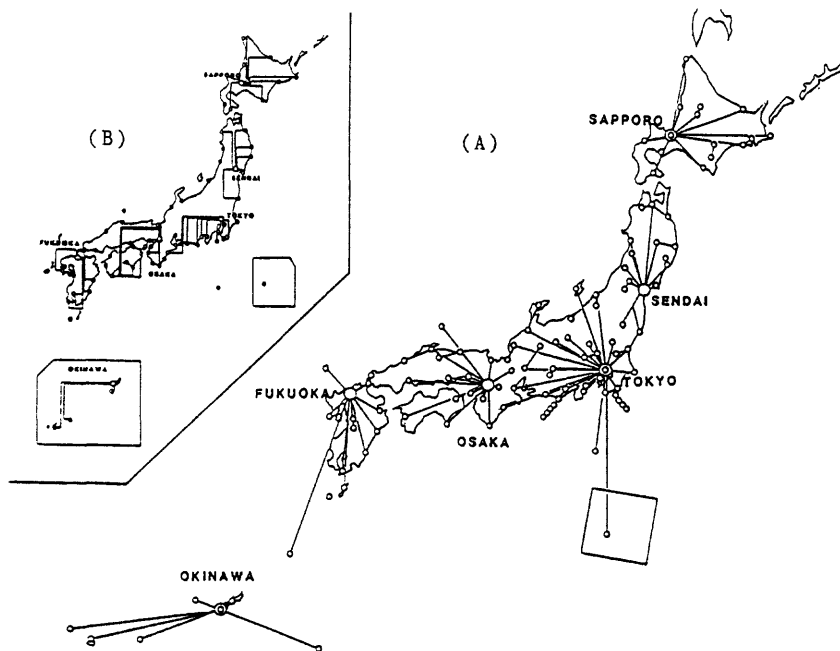 SAPPORO
(B)
SENDAI
TOKYO
FUKUOKA
OSAKA
OKINAWA
SAPPORO
(A)
SENDAI
TOKYO
FUKUOKA
OSAKA
OKINAWA